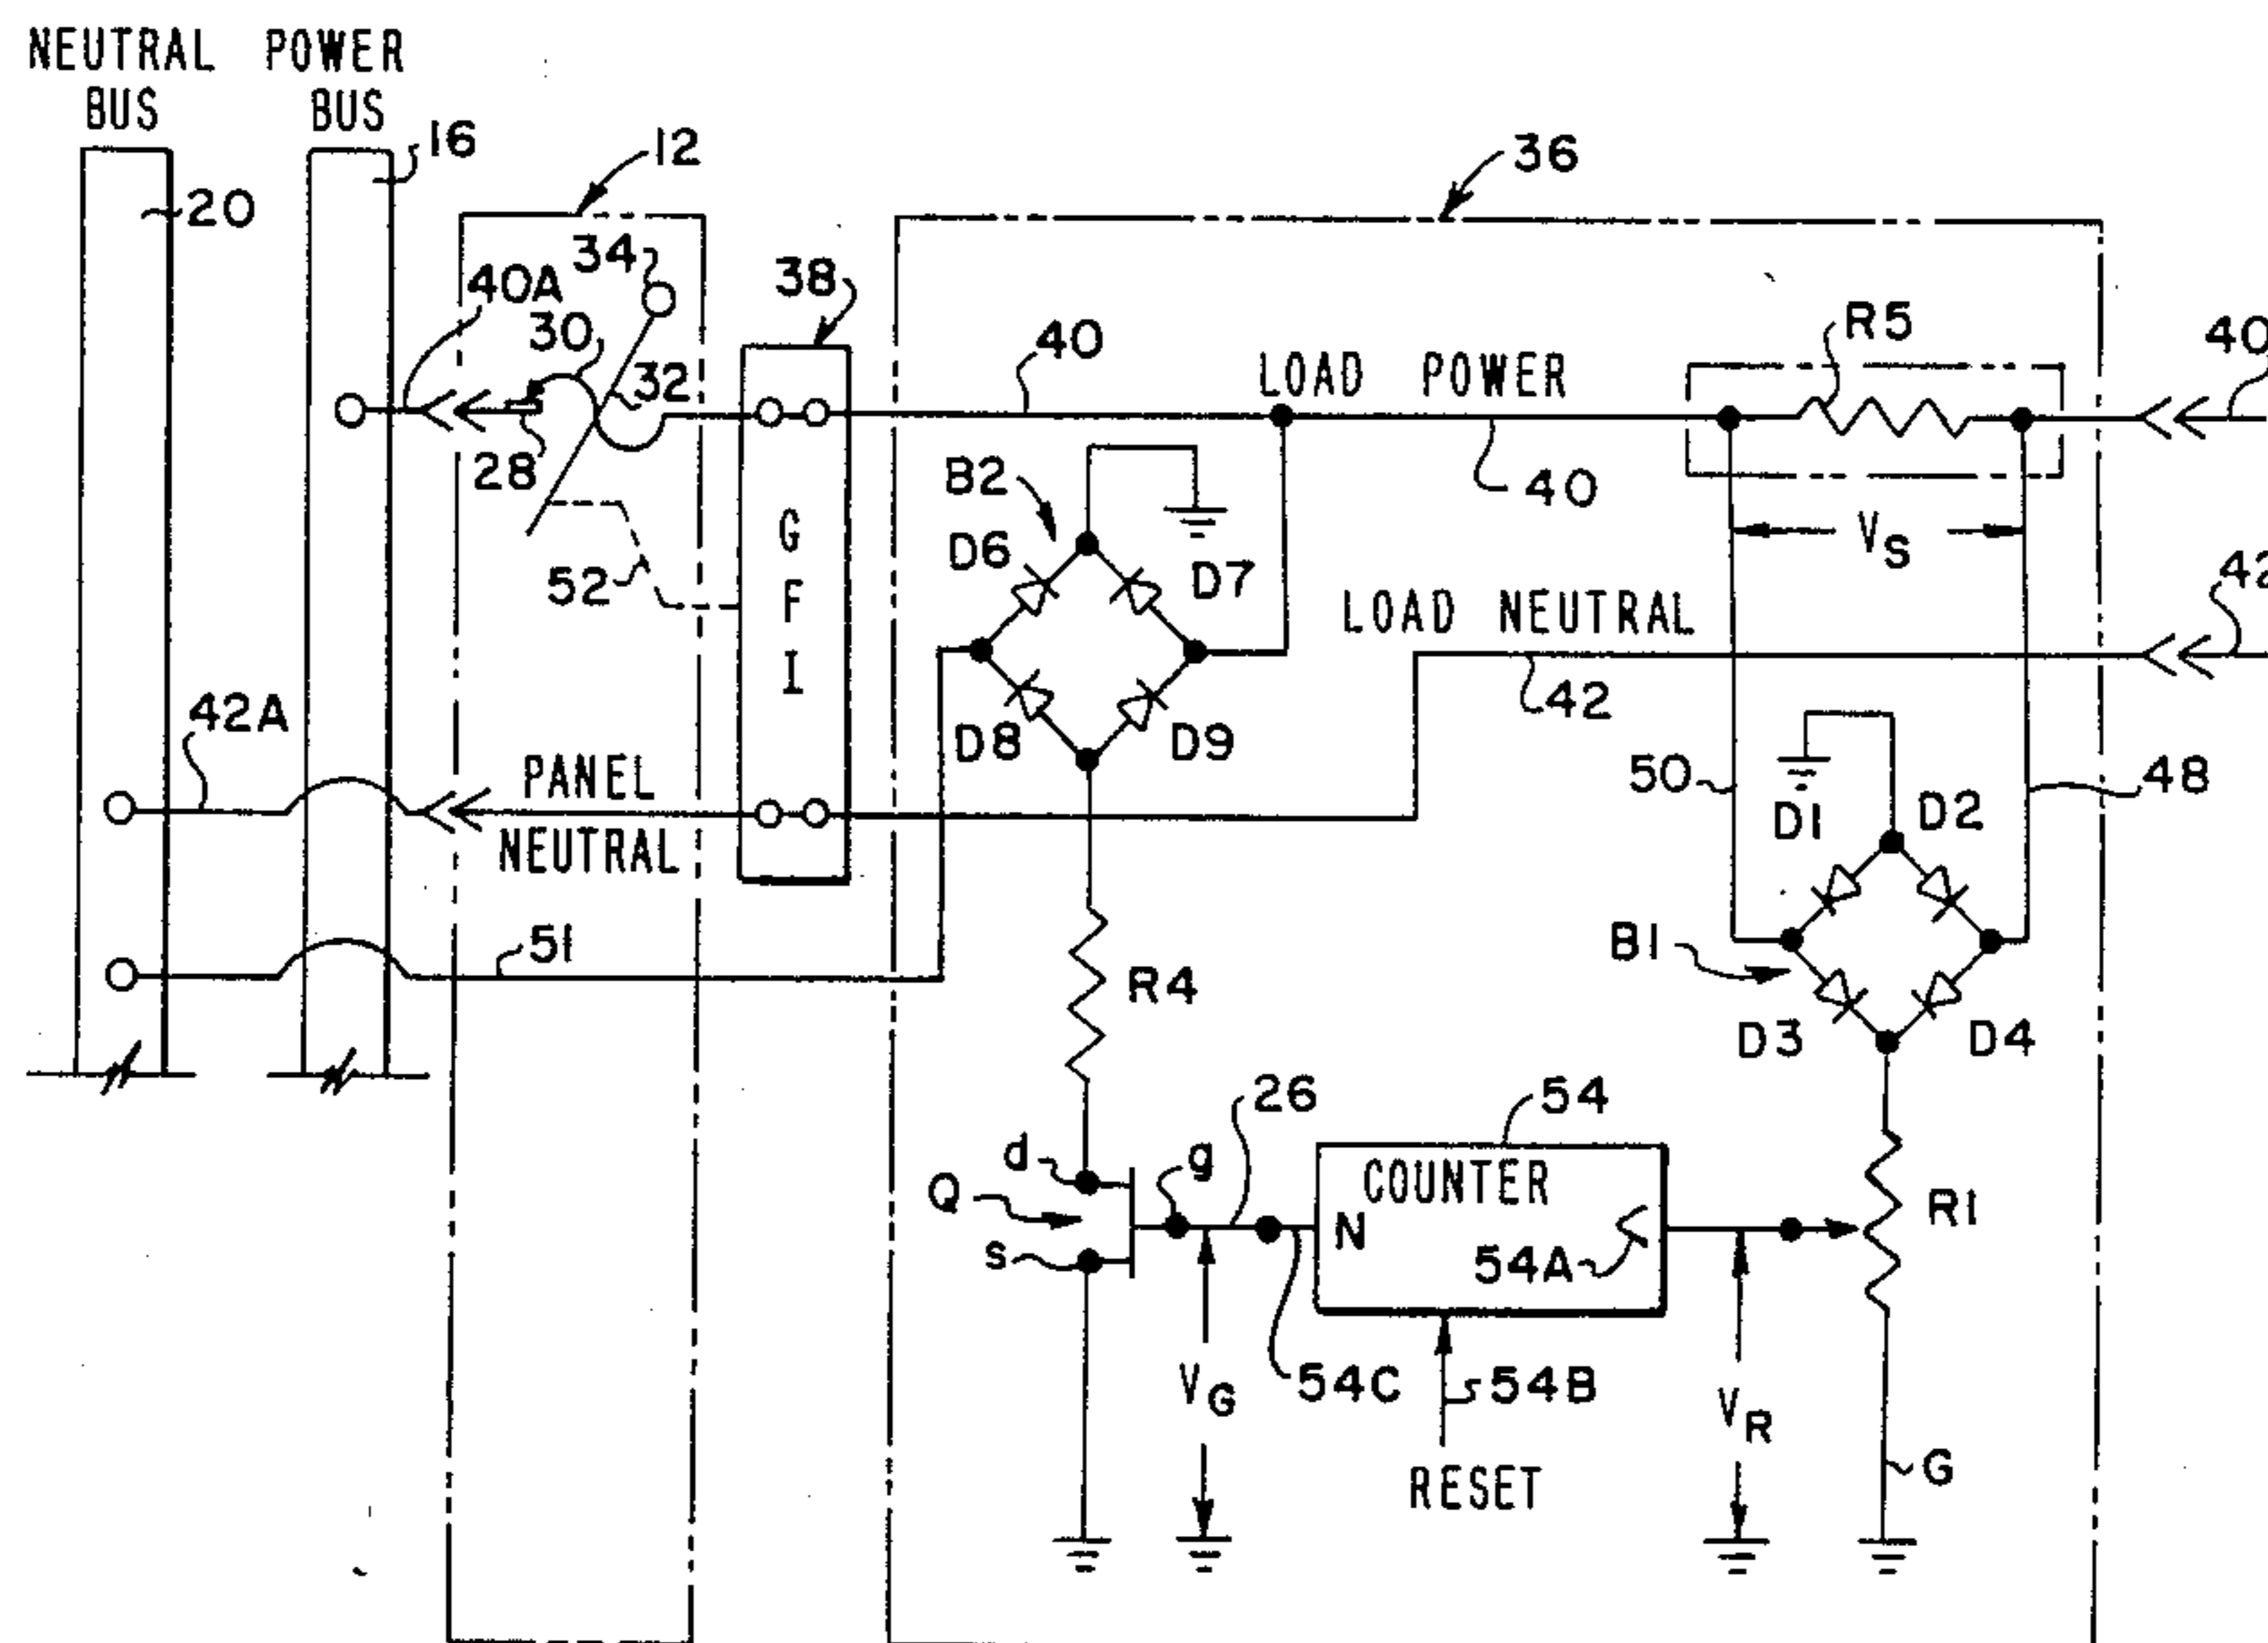 NEUTRAL POWER
BUS BUS
16
12
36
20
34
38
40A
30
40
R5
40
32
LOAD POWER
28
B2
40
G
F
I
D6
D7
VS
52
42
LOAD NEUTRAL
42A
D8
D9
42
PANEL
NEUTRAL
50
48
D1
D2
51
B1
R4
D3
D4
26
54
d
g
COUNTER
Q
N
R1
s
54A
VG
54C
54B
VR
RESET
G